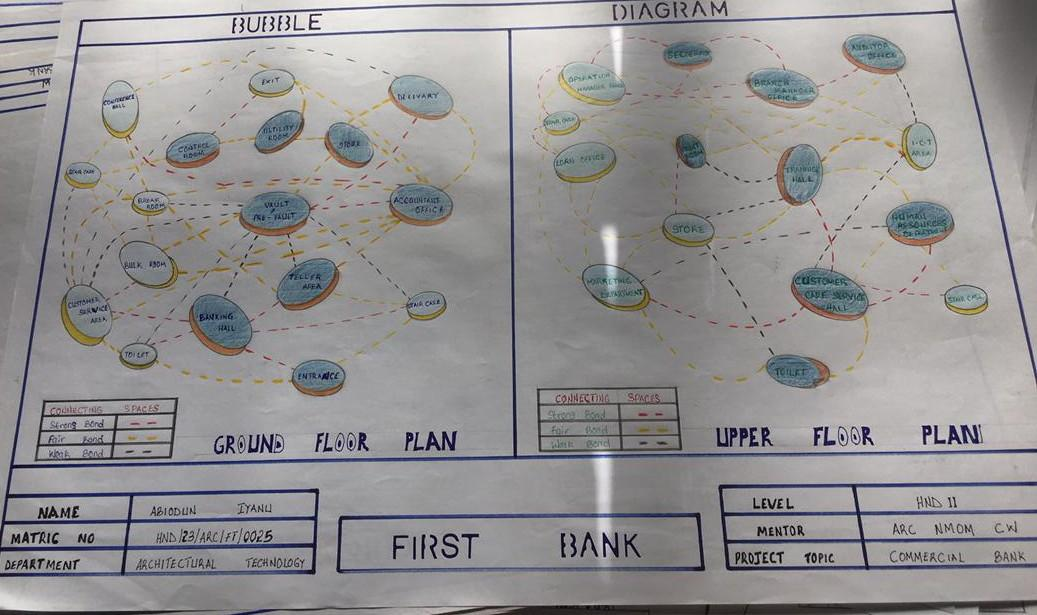 BUBBLE
DIAGRAM
EXIT
CONFERENCE
HALL
DELIVARY
UTILITY
ROOM
STORE
CONTROL
ROOM
STAIR CASE
BREAK
ROOM
VAULT
&
PRE-VAULT
ACCOUNTANT
OFFICE
BULK ROOM
TELLER
AREA
CUSTOMER
SERVICE
AREA
BANKING
HALL
STAIR CASE
TOILET
ENTRANCE
CONNECTING SPACES
Strong Bond
Fair Bond
Weak Bond
GROUND FLOOR PLAN
SECURITY
AUDITOR
OFFICE
OPERATION
MANAGER ROOM
BRANCH
MANAGER
OFFICE
STAIR CASE
I-C-T
AREA
LOAN OFFICE
TRAINING
HALL
STORE
HUMAN
RESOURCES
DEPARTMENT
MARKETING
DEPARTMENT
CUSTOMER
CARE SERVICE
HALL
STAIR CASE
TOILET
CONNECTING SPACES
Strong Bond
Fair Bond
Weak Bond
UPPER FLOOR PLAN
NAME ABIODUN IYANU
MATRIC NO HND/23/ARC/FT/0025
DEPARTMENT ARCHITECTURAL TECHNOLOGY
FIRST BANK
LEVEL HND II
MENTOR ARC NMOM CW
PROJECT TOPIC COMMERCIAL BANK